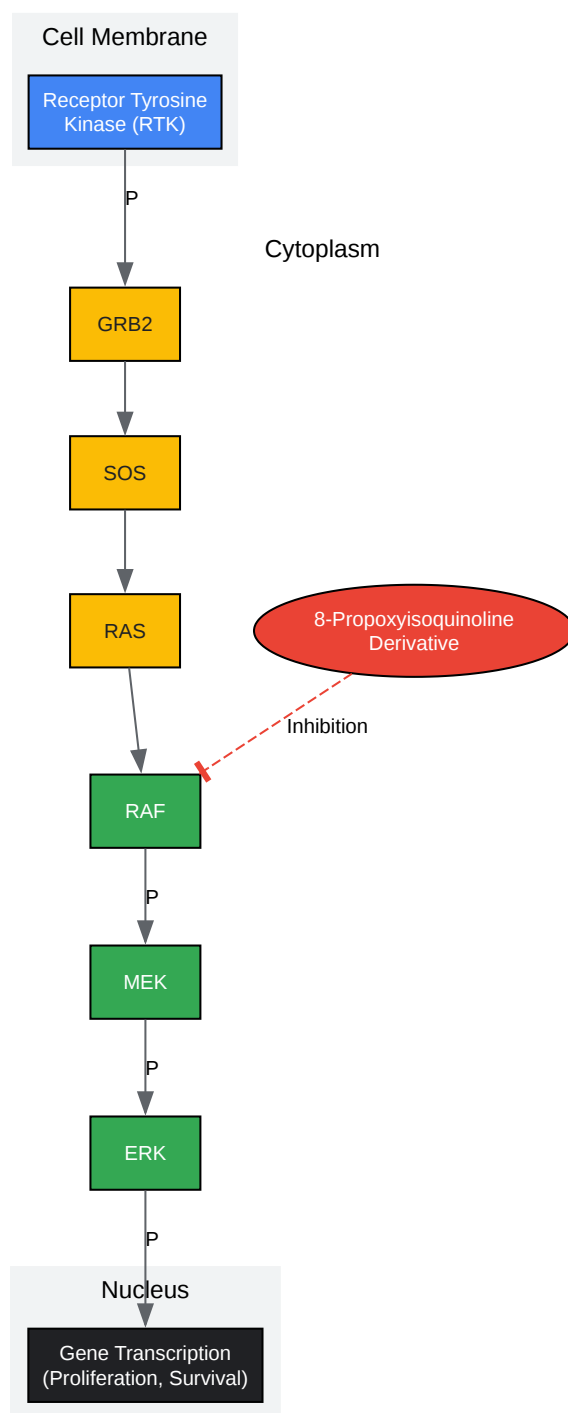 Cell Membrane
Receptor Tyrosine
Kinase (RTK)
P
Cytoplasm
GRB2
SOS
RAS
8-Propoxyisoquinoline
Derivative
Inhibition
RAF
P
MEK
P
ERK
P
Nucleus
Gene Transcription
(Proliferation, Survival)